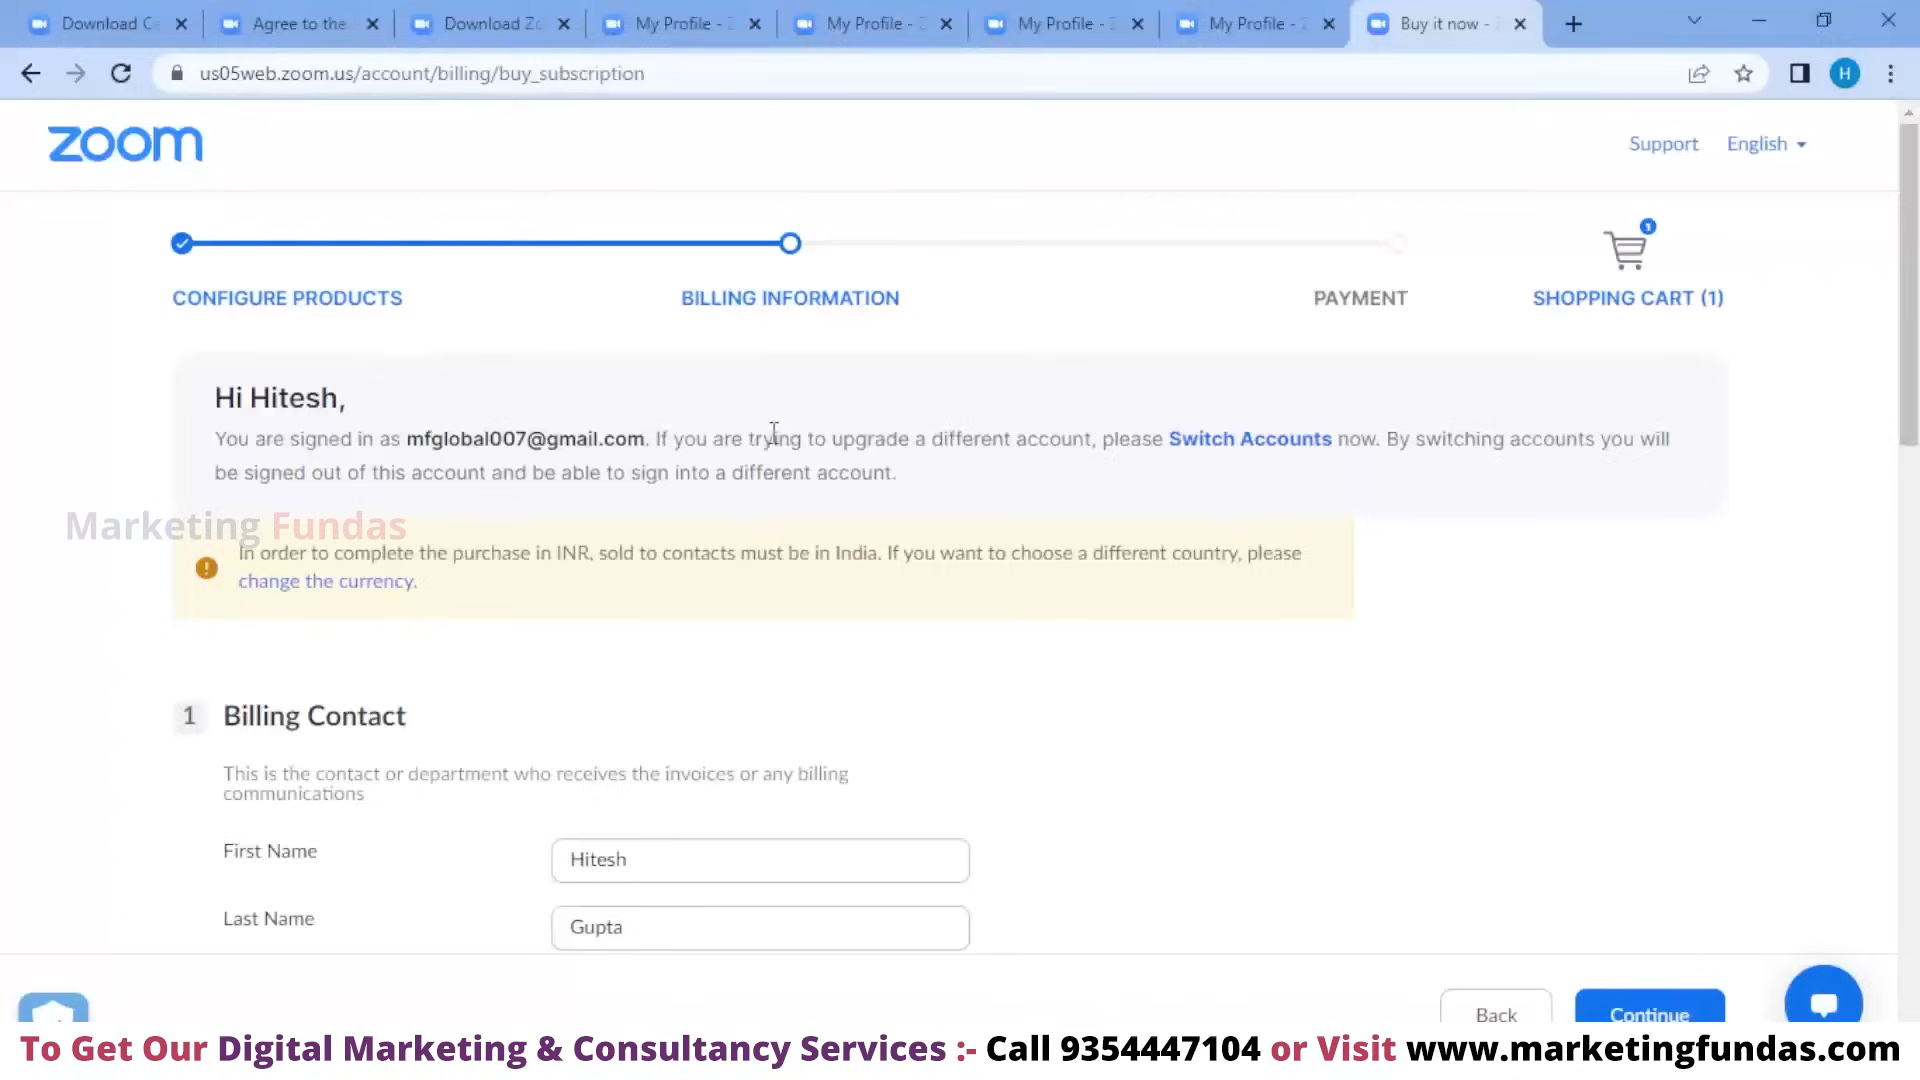 Download Ce
Agree to the
Download Zo
My Profile - Z
My Profile - Z
My Profile - Z
My Profile - Z
Buy it now - Z
us05web.zoom.us/account/billing/buy_subscription
H
zoom
Support
English
1
CONFIGURE PRODUCTS
BILLING INFORMATION
PAYMENT
SHOPPING CART (1)
Hi Hitesh,
You are signed in as mfglobal007@gmail.com. If you are trying to upgrade a different account, please Switch Accounts now. By switching accounts you will
be signed out of this account and be able to sign into a different account.
Marketing Fundas
In order to complete the purchase in INR, sold to contacts must be in India. If you want to choose a different country, please
change the currency.
1 Billing Contact
This is the contact or department who receives the invoices or any billing
communications
First Name
Hitesh
Last Name
Gupta
Back
Continue
To Get Our Digital Marketing & Consultancy Services :- Call 9354447104 or Visit www.marketingfundas.com